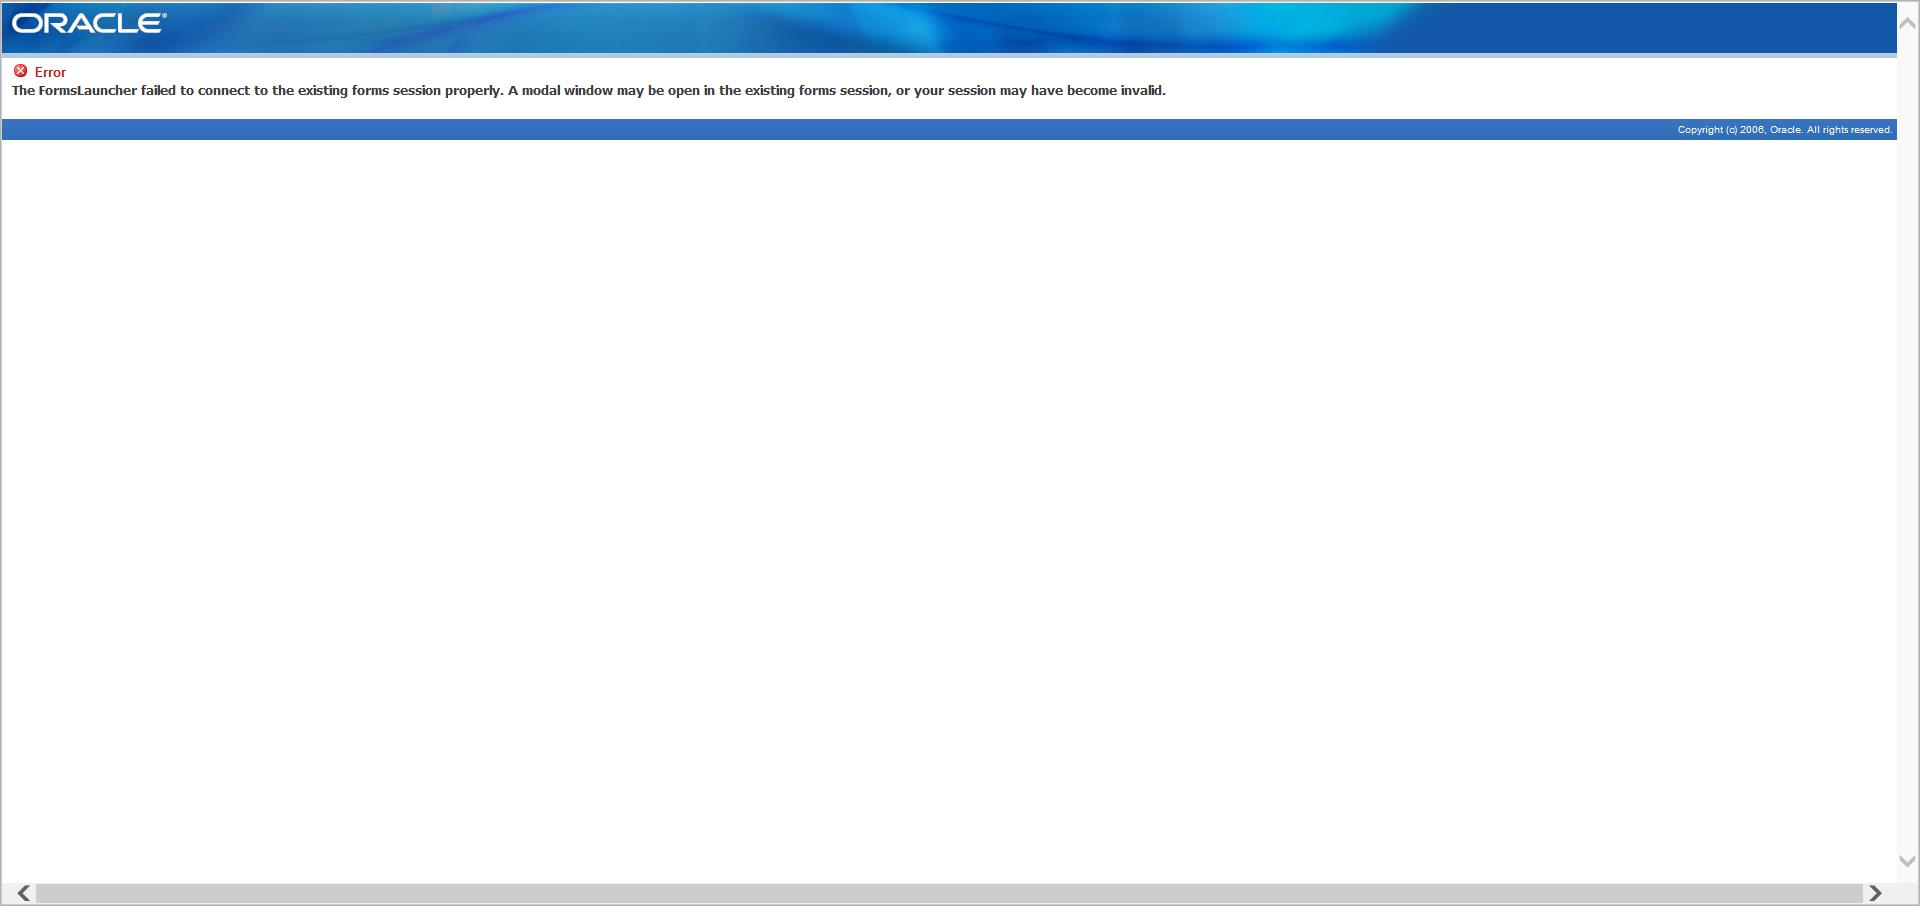 ORACLE®
Error
The FormsLauncher failed to connect to the existing forms session properly. A modal window may be open in the existing forms session, or your session may have become invalid.
Copyright (c) 2006, Oracle. All rights reserved.